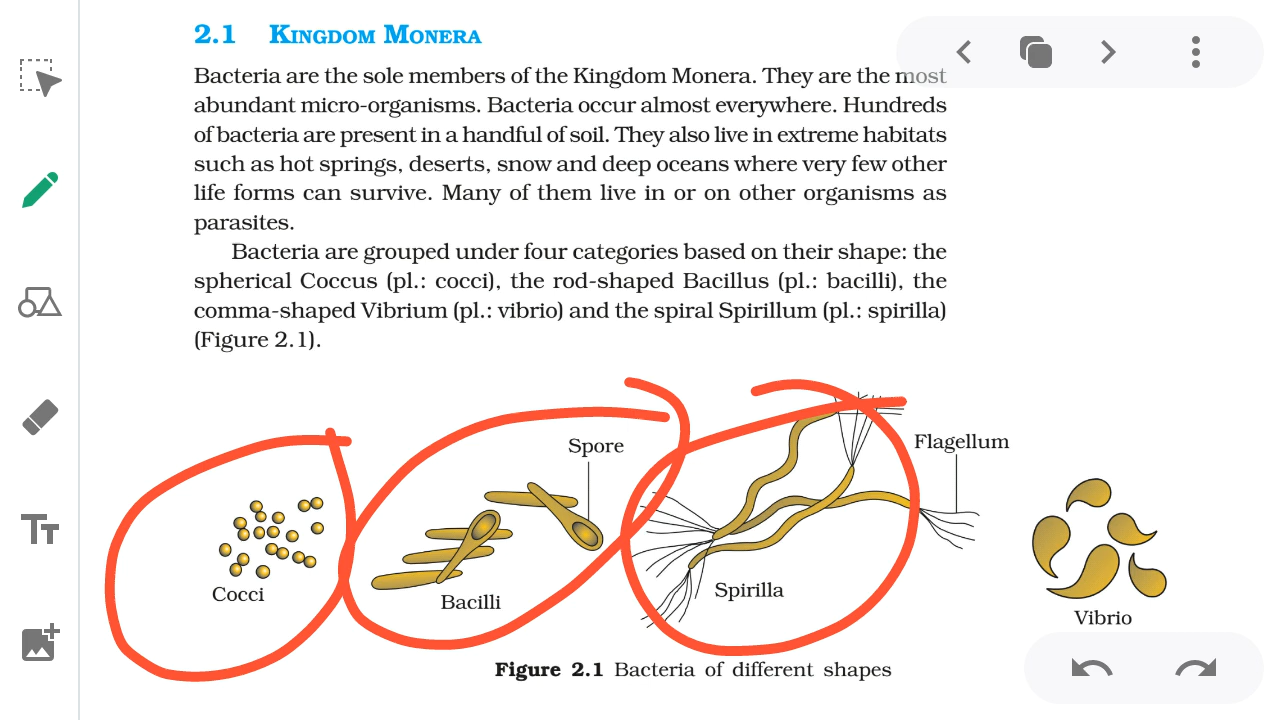 2.1 KINGDOM MONERA
Bacteria are the sole members of the Kingdom Monera. They are the most
abundant micro-organisms. Bacteria occur almost everywhere. Hundreds
of bacteria are present in a handful of soil. They also live in extreme habitats
such as hot springs, deserts, snow and deep oceans where very few other
life forms can survive. Many of them live in or on other organisms as
parasites.
Bacteria are grouped under four categories based on their shape: the
spherical Coccus (pl.: cocci), the rod-shaped Bacillus (pl.: bacilli), the
comma-shaped Vibrium (pl.: vibrio) and the spiral Spirillum (pl.: spirilla)
(Figure 2.1).
Spore
Flagellum
Cocci
Bacilli
Spirilla
Vibrio
Figure 2.1 Bacteria of different shapes
TT